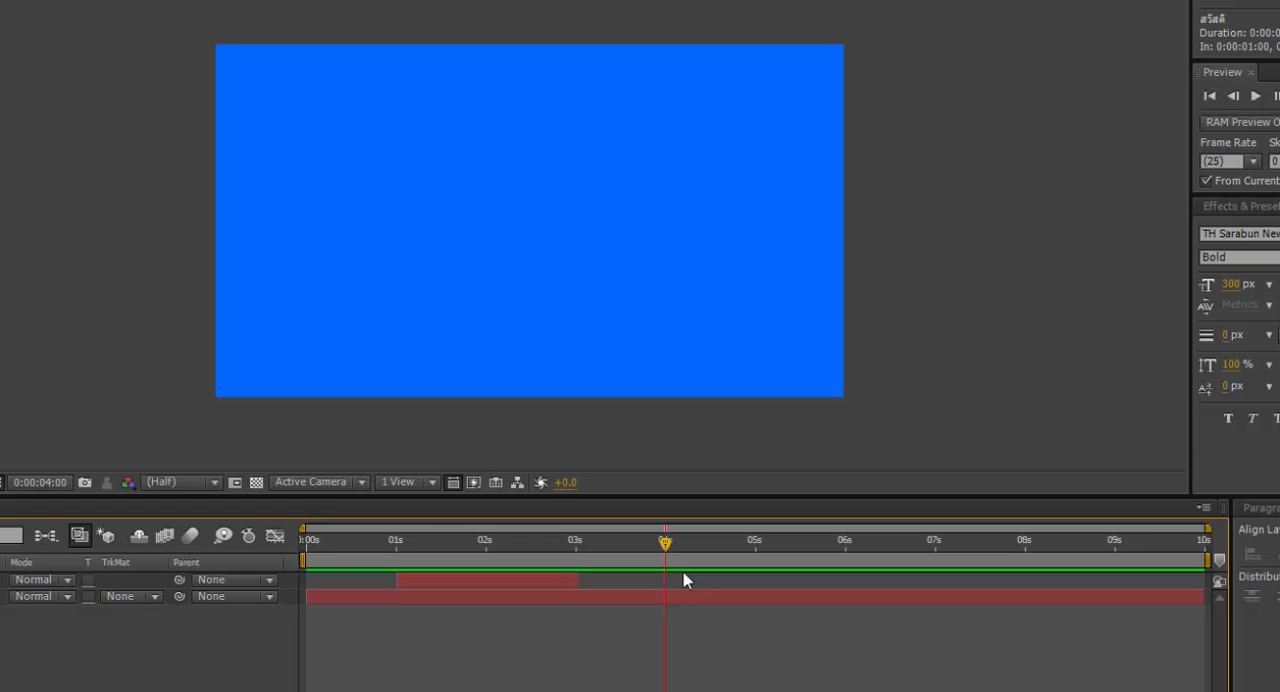 สวัสดี
Duration: 0:00:0
In: 0:00:01:00,
Preview
RAM Preview O
Frame Rate
(25)
0
From Current
Effects & Prese
TH Sarabun New
Bold
300 px
Metrics
0 px
100 %
0 px
T T
0:00:04:00 (Half) Active Camera 1 View +0.0
Paragra
Align La
Distribut
:00s 01s 02s 03s 05s 06s 07s 08s 09s 10s
Mode T TrkMat Parent
Normal None
Normal None None